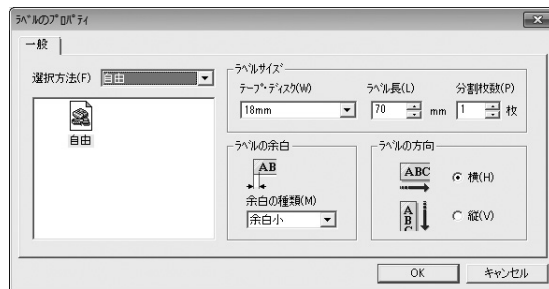 ラベルのプロパティ
一般
選択方法(F) 自由
自由
ラベルサイズ
テープ・ディスク(W) ラベル長(L) 分割枚数(P)
18mm 70 mm 1 枚
ラベルの余白
AB
余白の種類(M)
余白小
ラベルの方向
ABC
横(H)
A
B
C
縦(V)
OK キャンセル